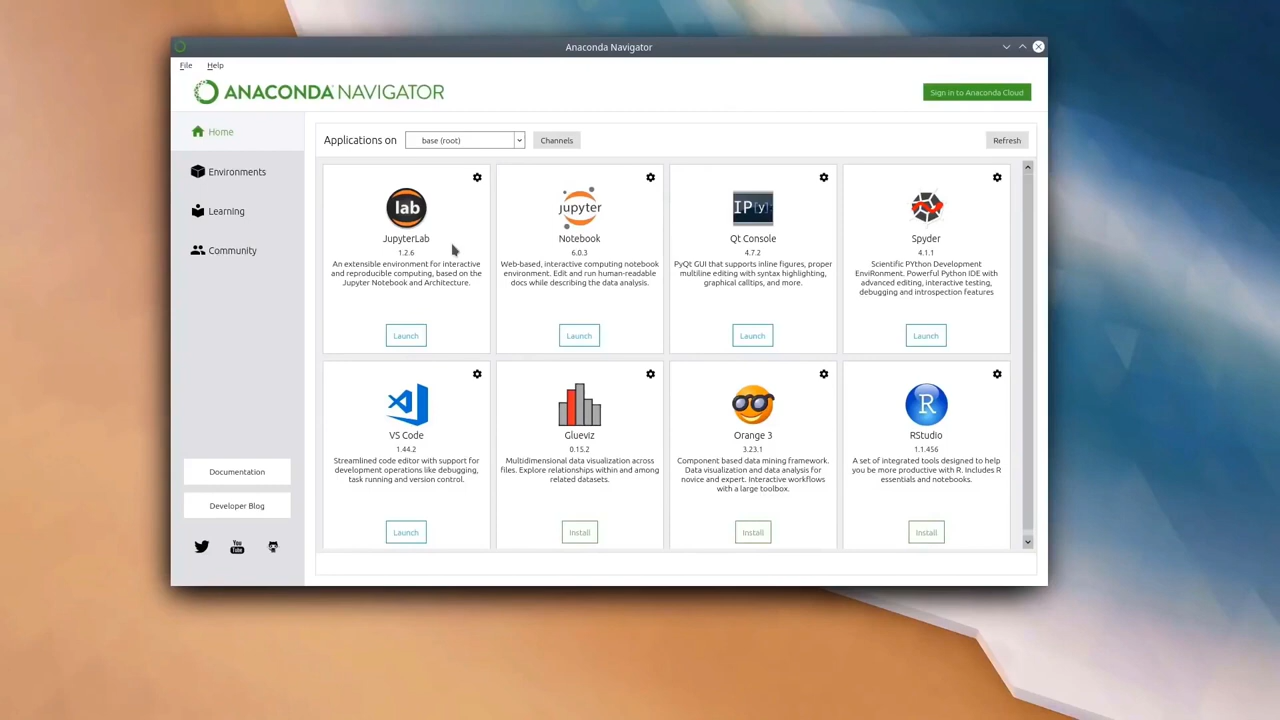 Anaconda Navigator
File Help
ANACONDA NAVIGATOR
Sign in to Anaconda Cloud
Home
Environments
Learning
Community
Documentation
Developer Blog
You
Tube
Applications on base (root) Channels Refresh
lab
JupyterLab
1.2.6
An extensible environment for interactive
and reproducible computing, based on the
Jupyter Notebook and Architecture.
Launch
jupyter
Notebook
6.0.3
Web-based, interactive computing notebook
environment. Edit and run human-readable
docs while describing the data analysis.
Launch
IP[y]
Qt Console
4.7.2
PyQt GUI that supports inline figures, proper
multiline editing with syntax highlighting,
graphical calltips, and more.
Launch
Spyder
4.1.1
Scientific PYthon Development
EnviRonment. Powerful Python IDE with
advanced editing, interactive testing,
debugging and introspection features
Launch
VS Code
1.44.2
Streamlined code editor with support for
development operations like debugging,
task running and version control.
Launch
Glueviz
0.15.2
Multidimensional data visualization across
files. Explore relationships within and among
related datasets.
Install
Orange 3
3.23.1
Component based data mining framework.
Data visualization and data analysis for
novice and expert. Interactive workflows
with a large toolbox.
Install
R
RStudio
1.1.456
A set of integrated tools designed to help
you be more productive with R. Includes R
essentials and notebooks.
Install